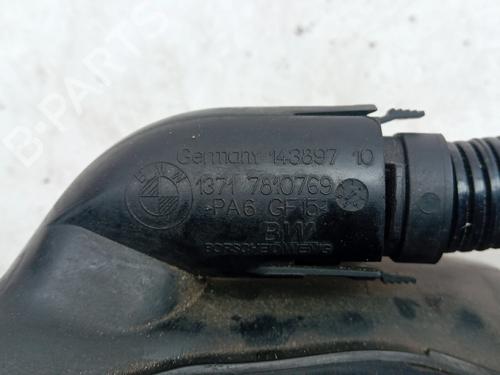 B-PARTS
Germany 143897 10
BMW
1371 7810769
>PA6 GF15<